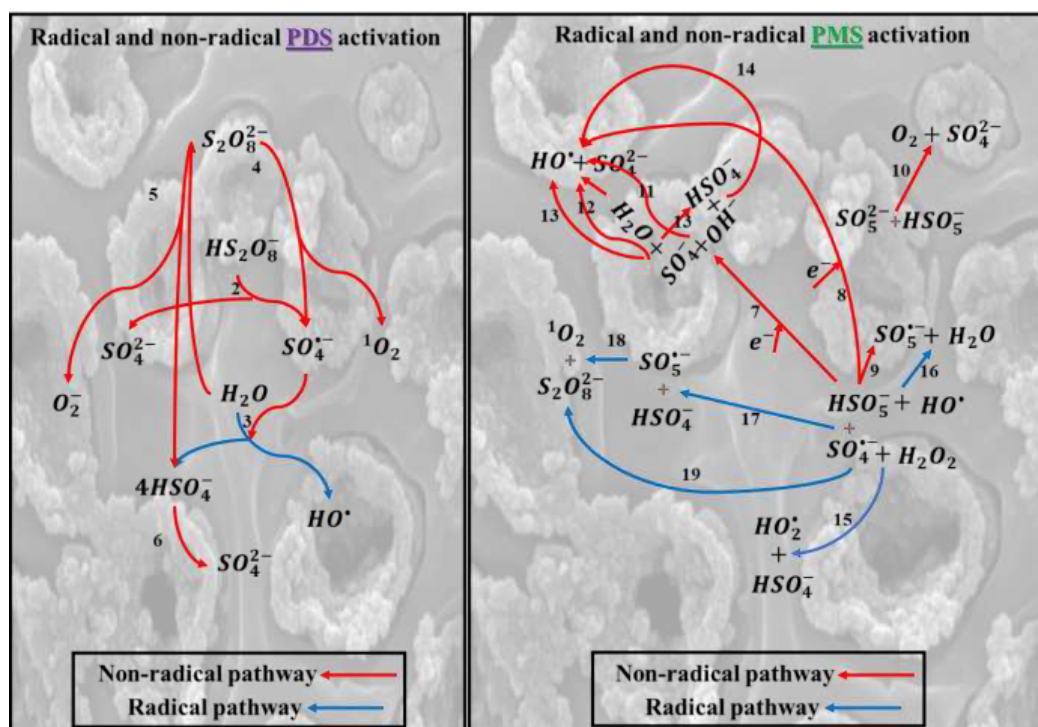 Radical and non-radical PDS activation
S₂O₈²⁻
4
5
HS₂O₈⁻
2
SO₄²⁻
SO₄•⁻
¹O₂
O₂⁻
H₂O
3
4HSO₄⁻
HO•
6
SO₄²⁻
Non-radical pathway
Radical pathway
Radical and non-radical PMS activation
14
O₂ + SO₄²⁻
10
HO• + SO₄²⁻
11
HSO₄⁻
+
13
12
13
H₂O +
SO₄⁻ + OH⁻
SO₅²⁻ + HSO₅⁻
e⁻
8
7
e⁻
SO₅•⁻ + H₂O
9
16
¹O₂
18
SO₅•⁻
+
+
S₂O₈²⁻
HSO₄⁻
17
HSO₅⁻ + HO•
+
SO₄•⁻ + H₂O₂
19
15
HO₂•
+
HSO₄⁻
Non-radical pathway
Radical pathway